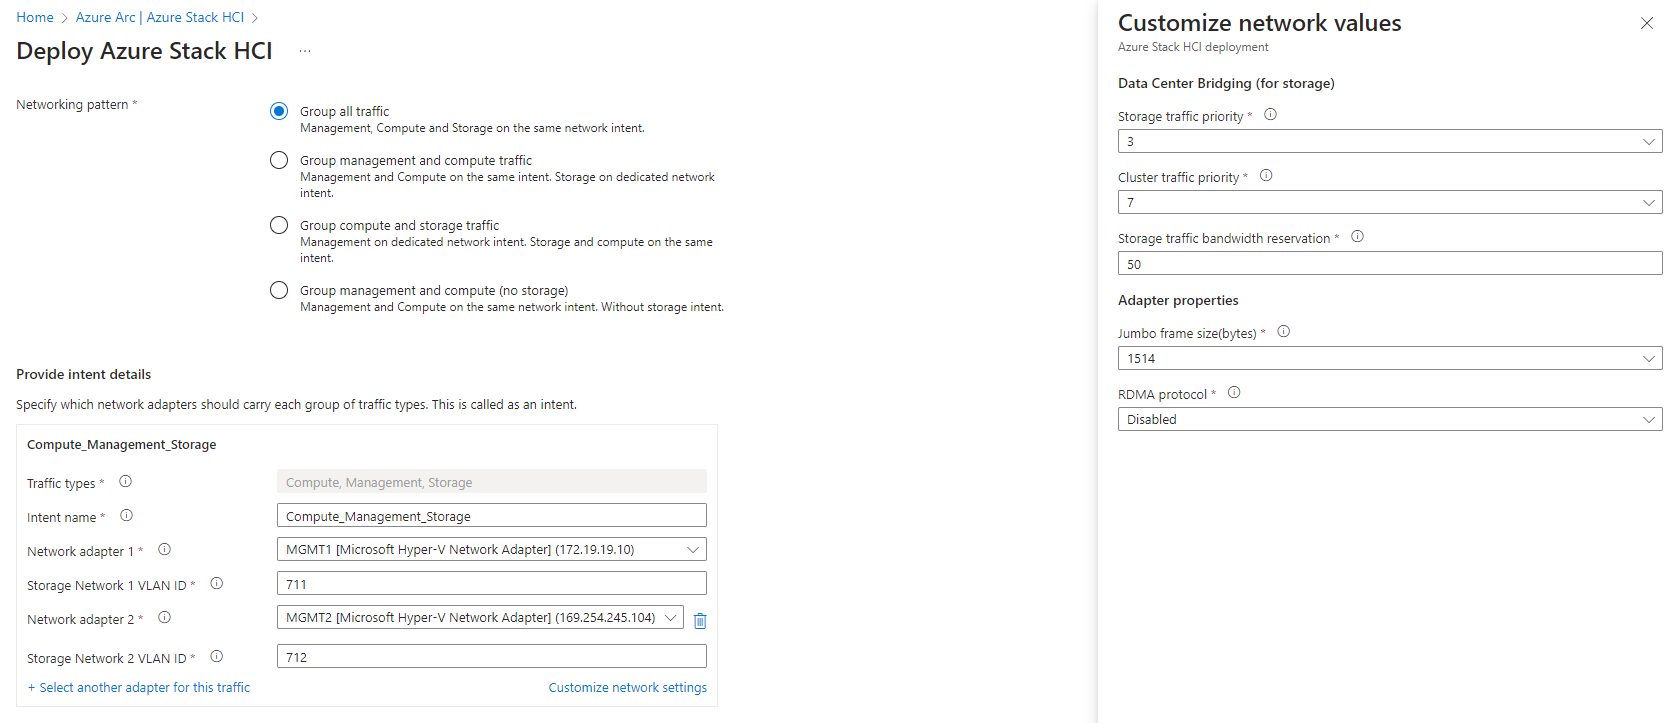 Home > Azure Arc | Azure Stack HCI >
Deploy Azure Stack HCI ...
Networking pattern *
Group all traffic
Management, Compute and Storage on the same network intent.
Group management and compute traffic
Management and Compute on the same intent. Storage on dedicated network
intent.
Group compute and storage traffic
Management on dedicated network intent. Storage and compute on the same
intent.
Group management and compute (no storage)
Management and Compute on the same network intent. Without storage intent.
Provide intent details
Specify which network adapters should carry each group of traffic types. This is called as an intent.
Compute_Management_Storage
Traffic types * Compute, Management, Storage
Intent name * Compute_Management_Storage
Network adapter 1 * MGMT1 [Microsoft Hyper-V Network Adapter] (172.19.19.10)
Storage Network 1 VLAN ID * 711
Network adapter 2 * MGMT2 [Microsoft Hyper-V Network Adapter] (169.254.245.104)
Storage Network 2 VLAN ID * 712
+ Select another adapter for this traffic Customize network settings
Customize network values
Azure Stack HCI deployment
Data Center Bridging (for storage)
Storage traffic priority *
3
Cluster traffic priority *
7
Storage traffic bandwidth reservation *
50
Adapter properties
Jumbo frame size(bytes) *
1514
RDMA protocol *
Disabled